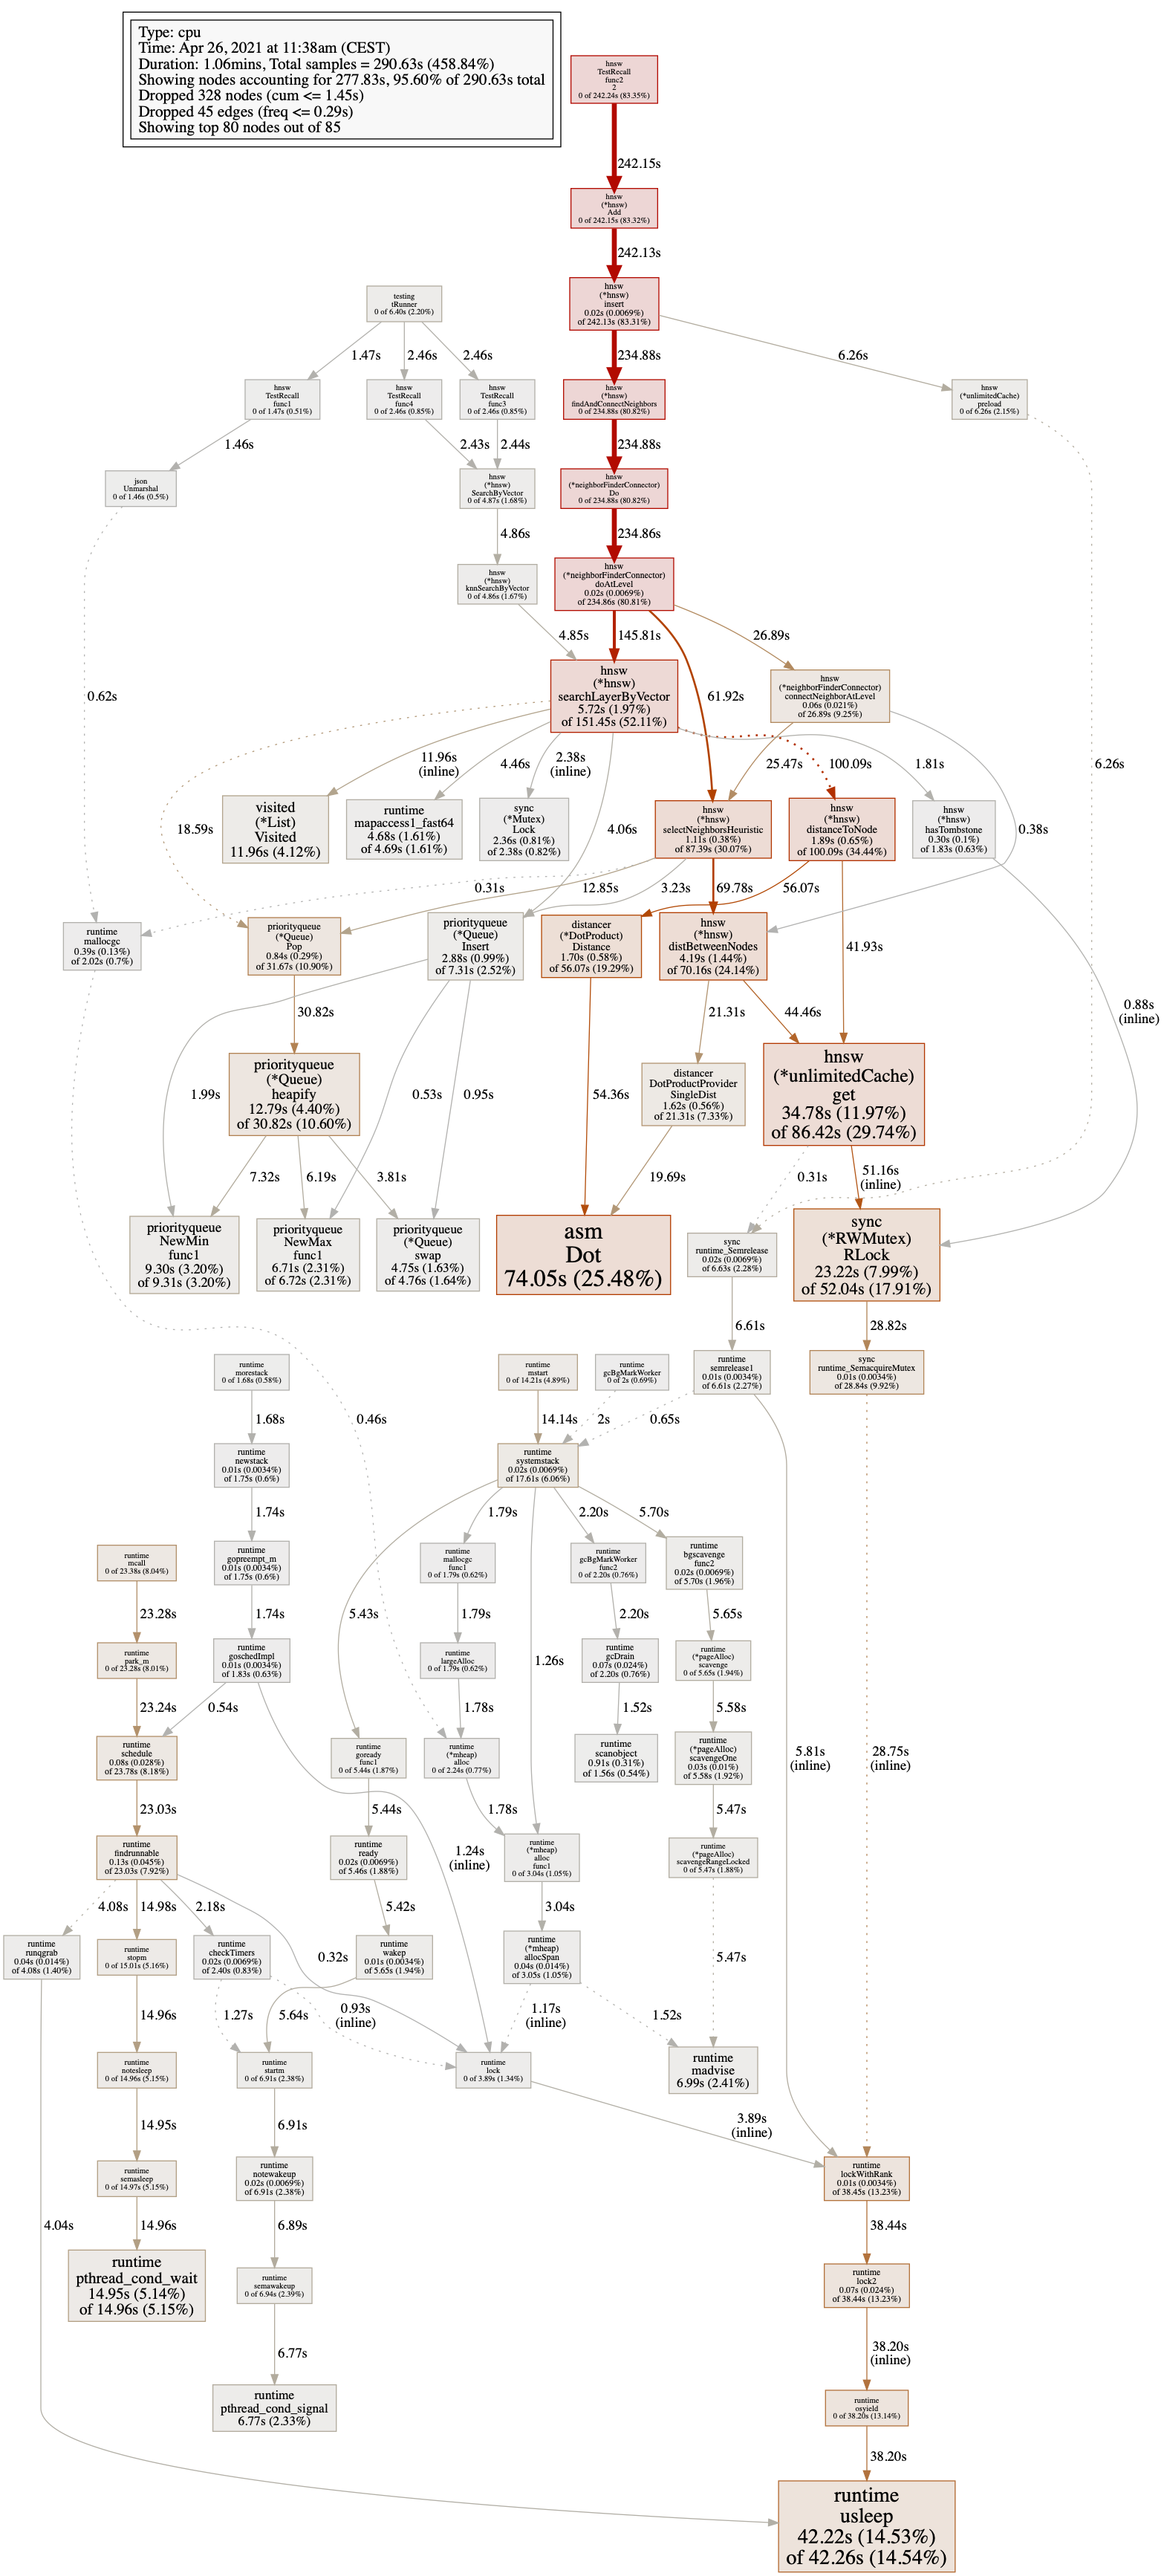 Type: cpu
Time: Apr 26, 2021 at 11:38am (CEST)
Duration: 1.06mins, Total samples = 290.63s (458.84%)
Showing nodes accounting for 277.83s, 95.60% of 290.63s total
Dropped 328 nodes (cum <= 1.45s)
Dropped 45 edges (freq <= 0.29s)
Showing top 80 nodes out of 85
hnsw
TestRecall
func2
2
0 of 242.24s (83.35%)
242.15s
hnsw
(*hnsw)
Add
0 of 242.15s (83.32%)
242.13s
hnsw
(*hnsw)
insert
0.02s (0.0069%)
of 242.13s (83.31%)
testing
tRunner
0 of 6.40s (2.20%)
1.47s
2.46s
2.46s
234.88s
6.26s
hnsw
TestRecall
func1
0 of 1.47s (0.51%)
hnsw
TestRecall
func4
0 of 2.46s (0.85%)
hnsw
TestRecall
func3
0 of 2.46s (0.85%)
hnsw
(*hnsw)
findAndConnectNeighbors
0 of 234.88s (80.82%)
hnsw
(*unlimitedCache)
preload
0 of 6.26s (2.15%)
1.46s
2.43s
2.44s
234.88s
json
Unmarshal
0 of 1.46s (0.5%)
hnsw
(*hnsw)
SearchByVector
0 of 4.87s (1.68%)
hnsw
(*neighborFinderConnector)
Do
0 of 234.88s (80.82%)
4.86s
234.86s
hnsw
(*hnsw)
knnSearchByVector
0 of 4.86s (1.67%)
hnsw
(*neighborFinderConnector)
doAtLevel
0.02s (0.0069%)
of 234.86s (80.81%)
4.85s
145.81s
26.89s
0.62s
61.92s
hnsw
(*hnsw)
searchLayerByVector
5.72s (1.97%)
of 151.45s (52.11%)
hnsw
(*neighborFinderConnector)
connectNeighborAtLevel
0.06s (0.021%)
of 26.89s (9.25%)
11.96s
(inline)
4.46s
2.38s
(inline)
25.47s
100.09s
1.81s
6.26s
18.59s
4.06s
0.38s
visited
(*List)
Visited
11.96s (4.12%)
runtime
mapaccess1_fast64
4.68s (1.61%)
of 4.69s (1.61%)
sync
(*Mutex)
Lock
2.36s (0.81%)
of 2.38s (0.82%)
hnsw
(*hnsw)
selectNeighborsHeuristic
1.11s (0.38%)
of 87.39s (30.07%)
hnsw
(*hnsw)
distanceToNode
1.89s (0.65%)
of 100.09s (34.44%)
hnsw
(*hnsw)
hasTombstone
0.30s (0.1%)
of 1.83s (0.63%)
0.31s
12.85s
3.23s
69.78s
56.07s
41.93s
runtime
mallocgc
0.39s (0.13%)
of 2.02s (0.7%)
priorityqueue
(*Queue)
Pop
0.84s (0.29%)
of 31.67s (10.90%)
priorityqueue
(*Queue)
Insert
2.88s (0.99%)
of 7.31s (2.52%)
distancer
(*DotProduct)
Distance
1.70s (0.58%)
of 56.07s (19.29%)
hnsw
(*hnsw)
distBetweenNodes
4.19s (1.44%)
of 70.16s (24.14%)
30.82s
21.31s
44.46s
0.88s
(inline)
priorityqueue
(*Queue)
heapify
12.79s (4.40%)
of 30.82s (10.60%)
1.99s
0.53s
0.95s
54.36s
distancer
DotProductProvider
SingleDist
1.62s (0.56%)
of 21.31s (7.33%)
hnsw
(*unlimitedCache)
get
34.78s (11.97%)
of 86.42s (29.74%)
7.32s
6.19s
3.81s
19.69s
0.31s
51.16s
(inline)
priorityqueue
NewMin
func1
9.30s (3.20%)
of 9.31s (3.20%)
priorityqueue
NewMax
func1
6.71s (2.31%)
of 6.72s (2.31%)
priorityqueue
(*Queue)
swap
4.75s (1.63%)
of 4.76s (1.64%)
asm
Dot
74.05s (25.48%)
sync
runtime_Semrelease
0.02s (0.0069%)
of 6.63s (2.28%)
sync
(*RWMutex)
RLock
23.22s (7.99%)
of 52.04s (17.91%)
6.61s
28.82s
runtime
morestack
0 of 1.68s (0.58%)
runtime
mstart
0 of 14.21s (4.89%)
runtime
gcBgMarkWorker
0 of 2s (0.69%)
runtime
semrelease1
0.01s (0.0034%)
of 6.61s (2.27%)
sync
runtime_SemacquireMutex
0.01s (0.0034%)
of 28.84s (9.92%)
1.68s
0.46s
14.14s
2s
0.65s
runtime
newstack
0.01s (0.0034%)
of 1.75s (0.6%)
runtime
systemstack
0.02s (0.0069%)
of 17.61s (6.06%)
1.74s
1.79s
2.20s
5.70s
runtime
mcall
0 of 23.38s (8.04%)
runtime
gopreempt_m
0.01s (0.0034%)
of 1.75s (0.6%)
runtime
mallocgc
func1
0 of 1.79s (0.62%)
runtime
gcBgMarkWorker
func2
0 of 2.20s (0.76%)
runtime
bgscavenge
func2
0.02s (0.0069%)
of 5.70s (1.96%)
23.28s
1.74s
5.43s
1.79s
2.20s
5.65s
runtime
park_m
0 of 23.28s (8.01%)
runtime
goschedImpl
0.01s (0.0034%)
of 1.83s (0.63%)
runtime
largeAlloc
0 of 1.79s (0.62%)
1.26s
runtime
gcDrain
0.07s (0.024%)
of 2.20s (0.76%)
runtime
(*pageAlloc)
scavenge
0 of 5.65s (1.94%)
23.24s
0.54s
1.78s
1.52s
5.58s
runtime
schedule
0.08s (0.028%)
of 23.78s (8.18%)
runtime
goready
func1
0 of 5.44s (1.87%)
runtime
(*mheap)
alloc
0 of 2.24s (0.77%)
runtime
scanobject
0.91s (0.31%)
of 1.56s (0.54%)
runtime
(*pageAlloc)
scavengeOne
0.03s (0.01%)
of 5.58s (1.92%)
5.81s
(inline)
28.75s
(inline)
23.03s
5.44s
1.78s
5.47s
runtime
findrunnable
0.13s (0.045%)
of 23.03s (7.92%)
runtime
ready
0.02s (0.0069%)
of 5.46s (1.88%)
1.24s
(inline)
runtime
(*mheap)
alloc
func1
0 of 3.04s (1.05%)
runtime
(*pageAlloc)
scavengeRangeLocked
0 of 5.47s (1.88%)
4.08s
14.98s
2.18s
5.42s
3.04s
runtime
runqgrab
0.04s (0.014%)
of 4.08s (1.40%)
runtime
stopm
0 of 15.01s (5.16%)
runtime
checkTimers
0.02s (0.0069%)
of 2.40s (0.83%)
0.32s
runtime
wakep
0.01s (0.0034%)
of 5.65s (1.94%)
runtime
(*mheap)
allocSpan
0.04s (0.014%)
of 3.05s (1.05%)
5.47s
14.96s
1.27s
5.64s
0.93s
(inline)
1.17s
(inline)
1.52s
runtime
notesleep
0 of 14.96s (5.15%)
runtime
startm
0 of 6.91s (2.38%)
runtime
lock
0 of 3.89s (1.34%)
runtime
madvise
6.99s (2.41%)
14.95s
6.91s
3.89s
(inline)
runtime
semasleep
0 of 14.97s (5.15%)
runtime
notewakeup
0.02s (0.0069%)
of 6.91s (2.38%)
runtime
lockWithRank
0.01s (0.0034%)
of 38.45s (13.23%)
4.04s
14.96s
6.89s
38.44s
runtime
pthread_cond_wait
14.95s (5.14%)
of 14.96s (5.15%)
runtime
semawakeup
0 of 6.94s (2.39%)
runtime
lock2
0.07s (0.024%)
of 38.44s (13.23%)
6.77s
38.20s
(inline)
runtime
pthread_cond_signal
6.77s (2.33%)
runtime
osyield
0 of 38.20s (13.14%)
38.20s
runtime
usleep
42.22s (14.53%)
of 42.26s (14.54%)